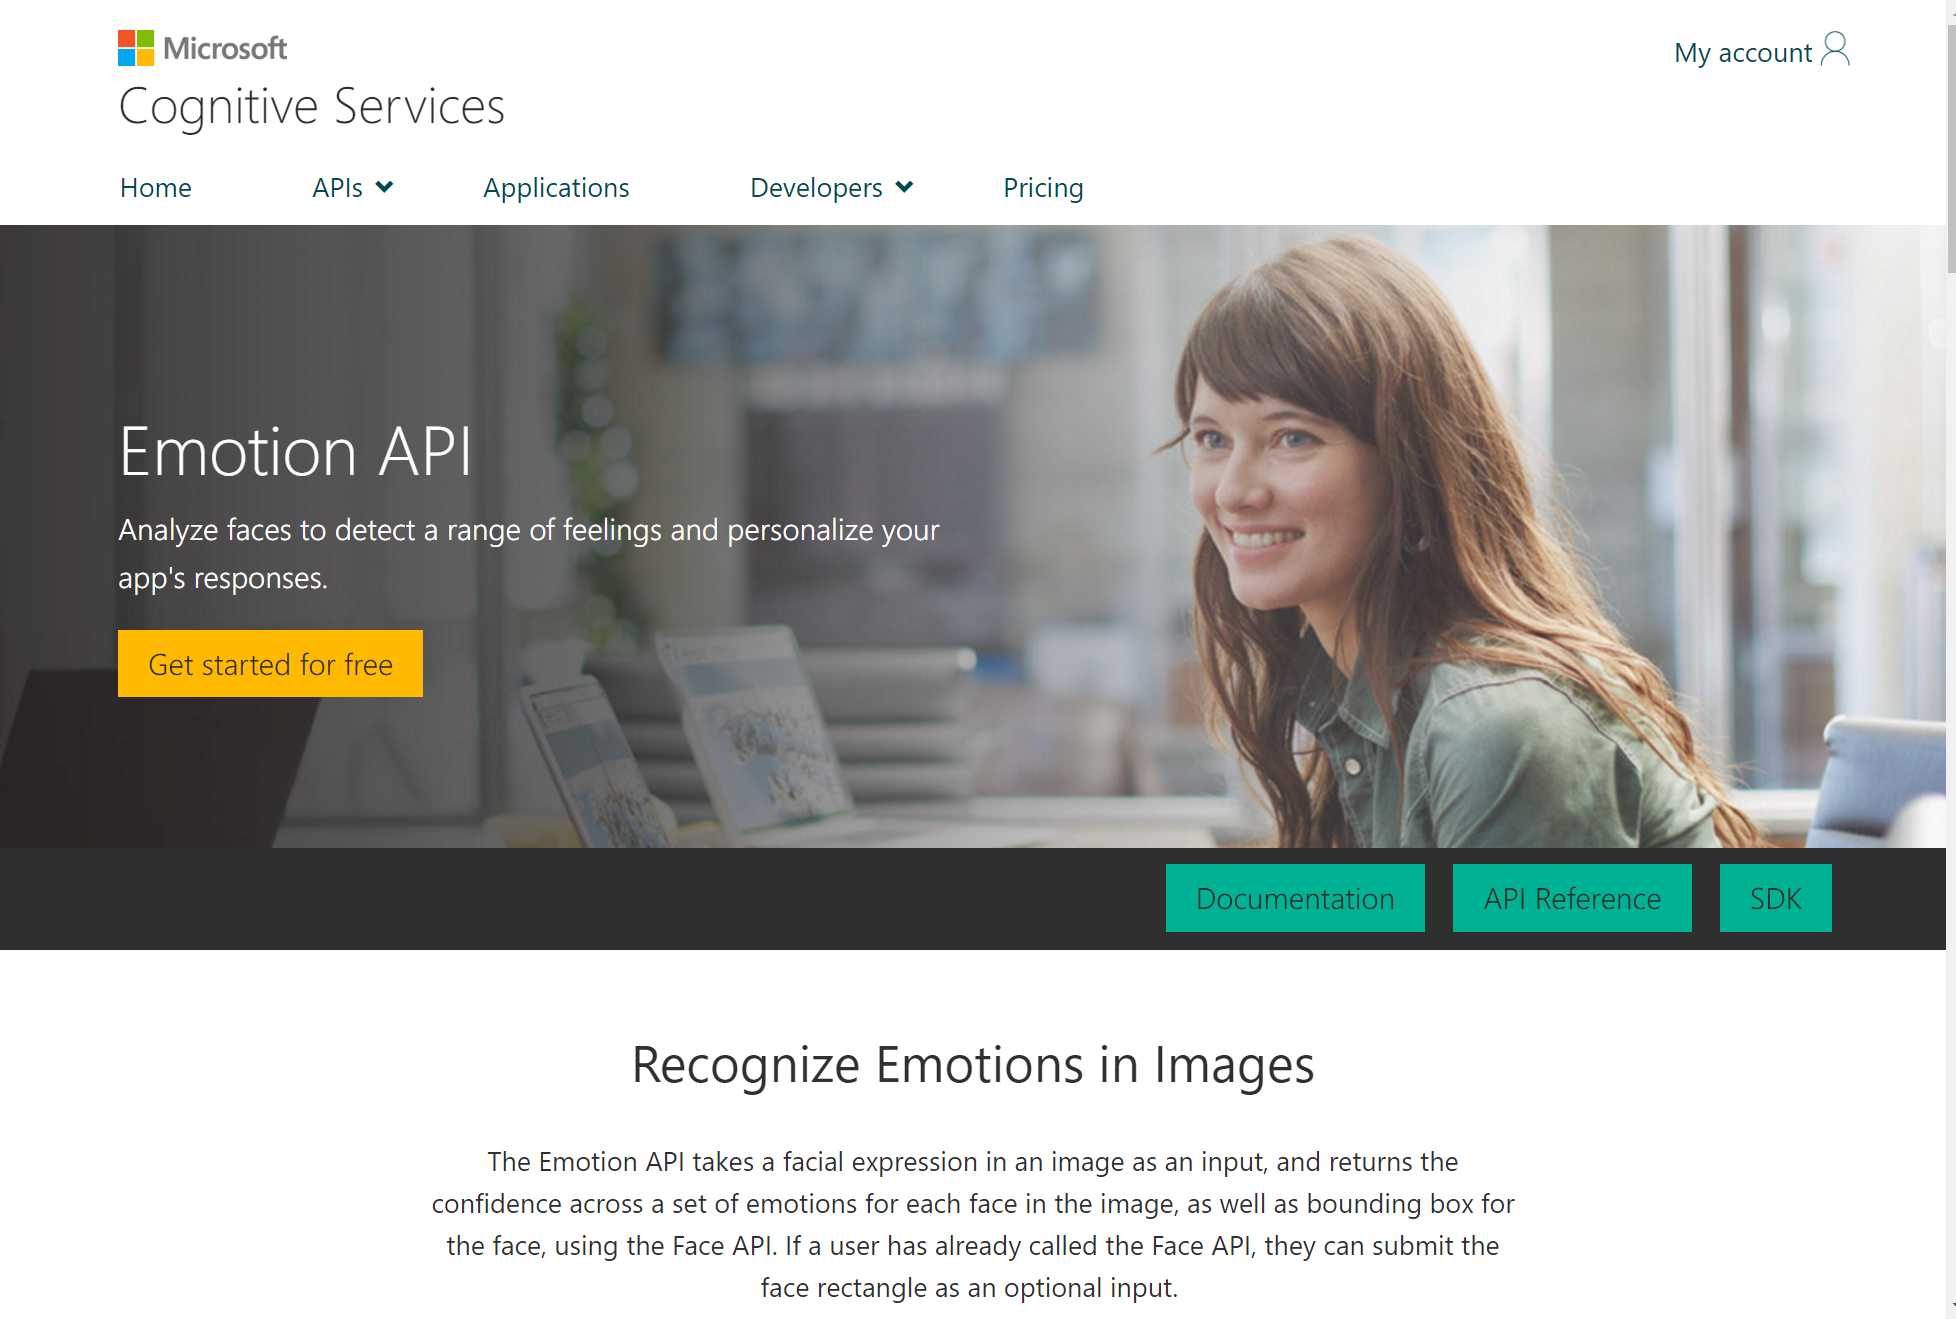 Microsoft
My account
Cognitive Services
Home APIs Applications Developers Pricing
Emotion API
Analyze faces to detect a range of feelings and personalize your
app's responses.
Get started for free
Documentation API Reference SDK
Recognize Emotions in Images
The Emotion API takes a facial expression in an image as an input, and returns the
confidence across a set of emotions for each face in the image, as well as bounding box for
the face, using the Face API. If a user has already called the Face API, they can submit the
face rectangle as an optional input.